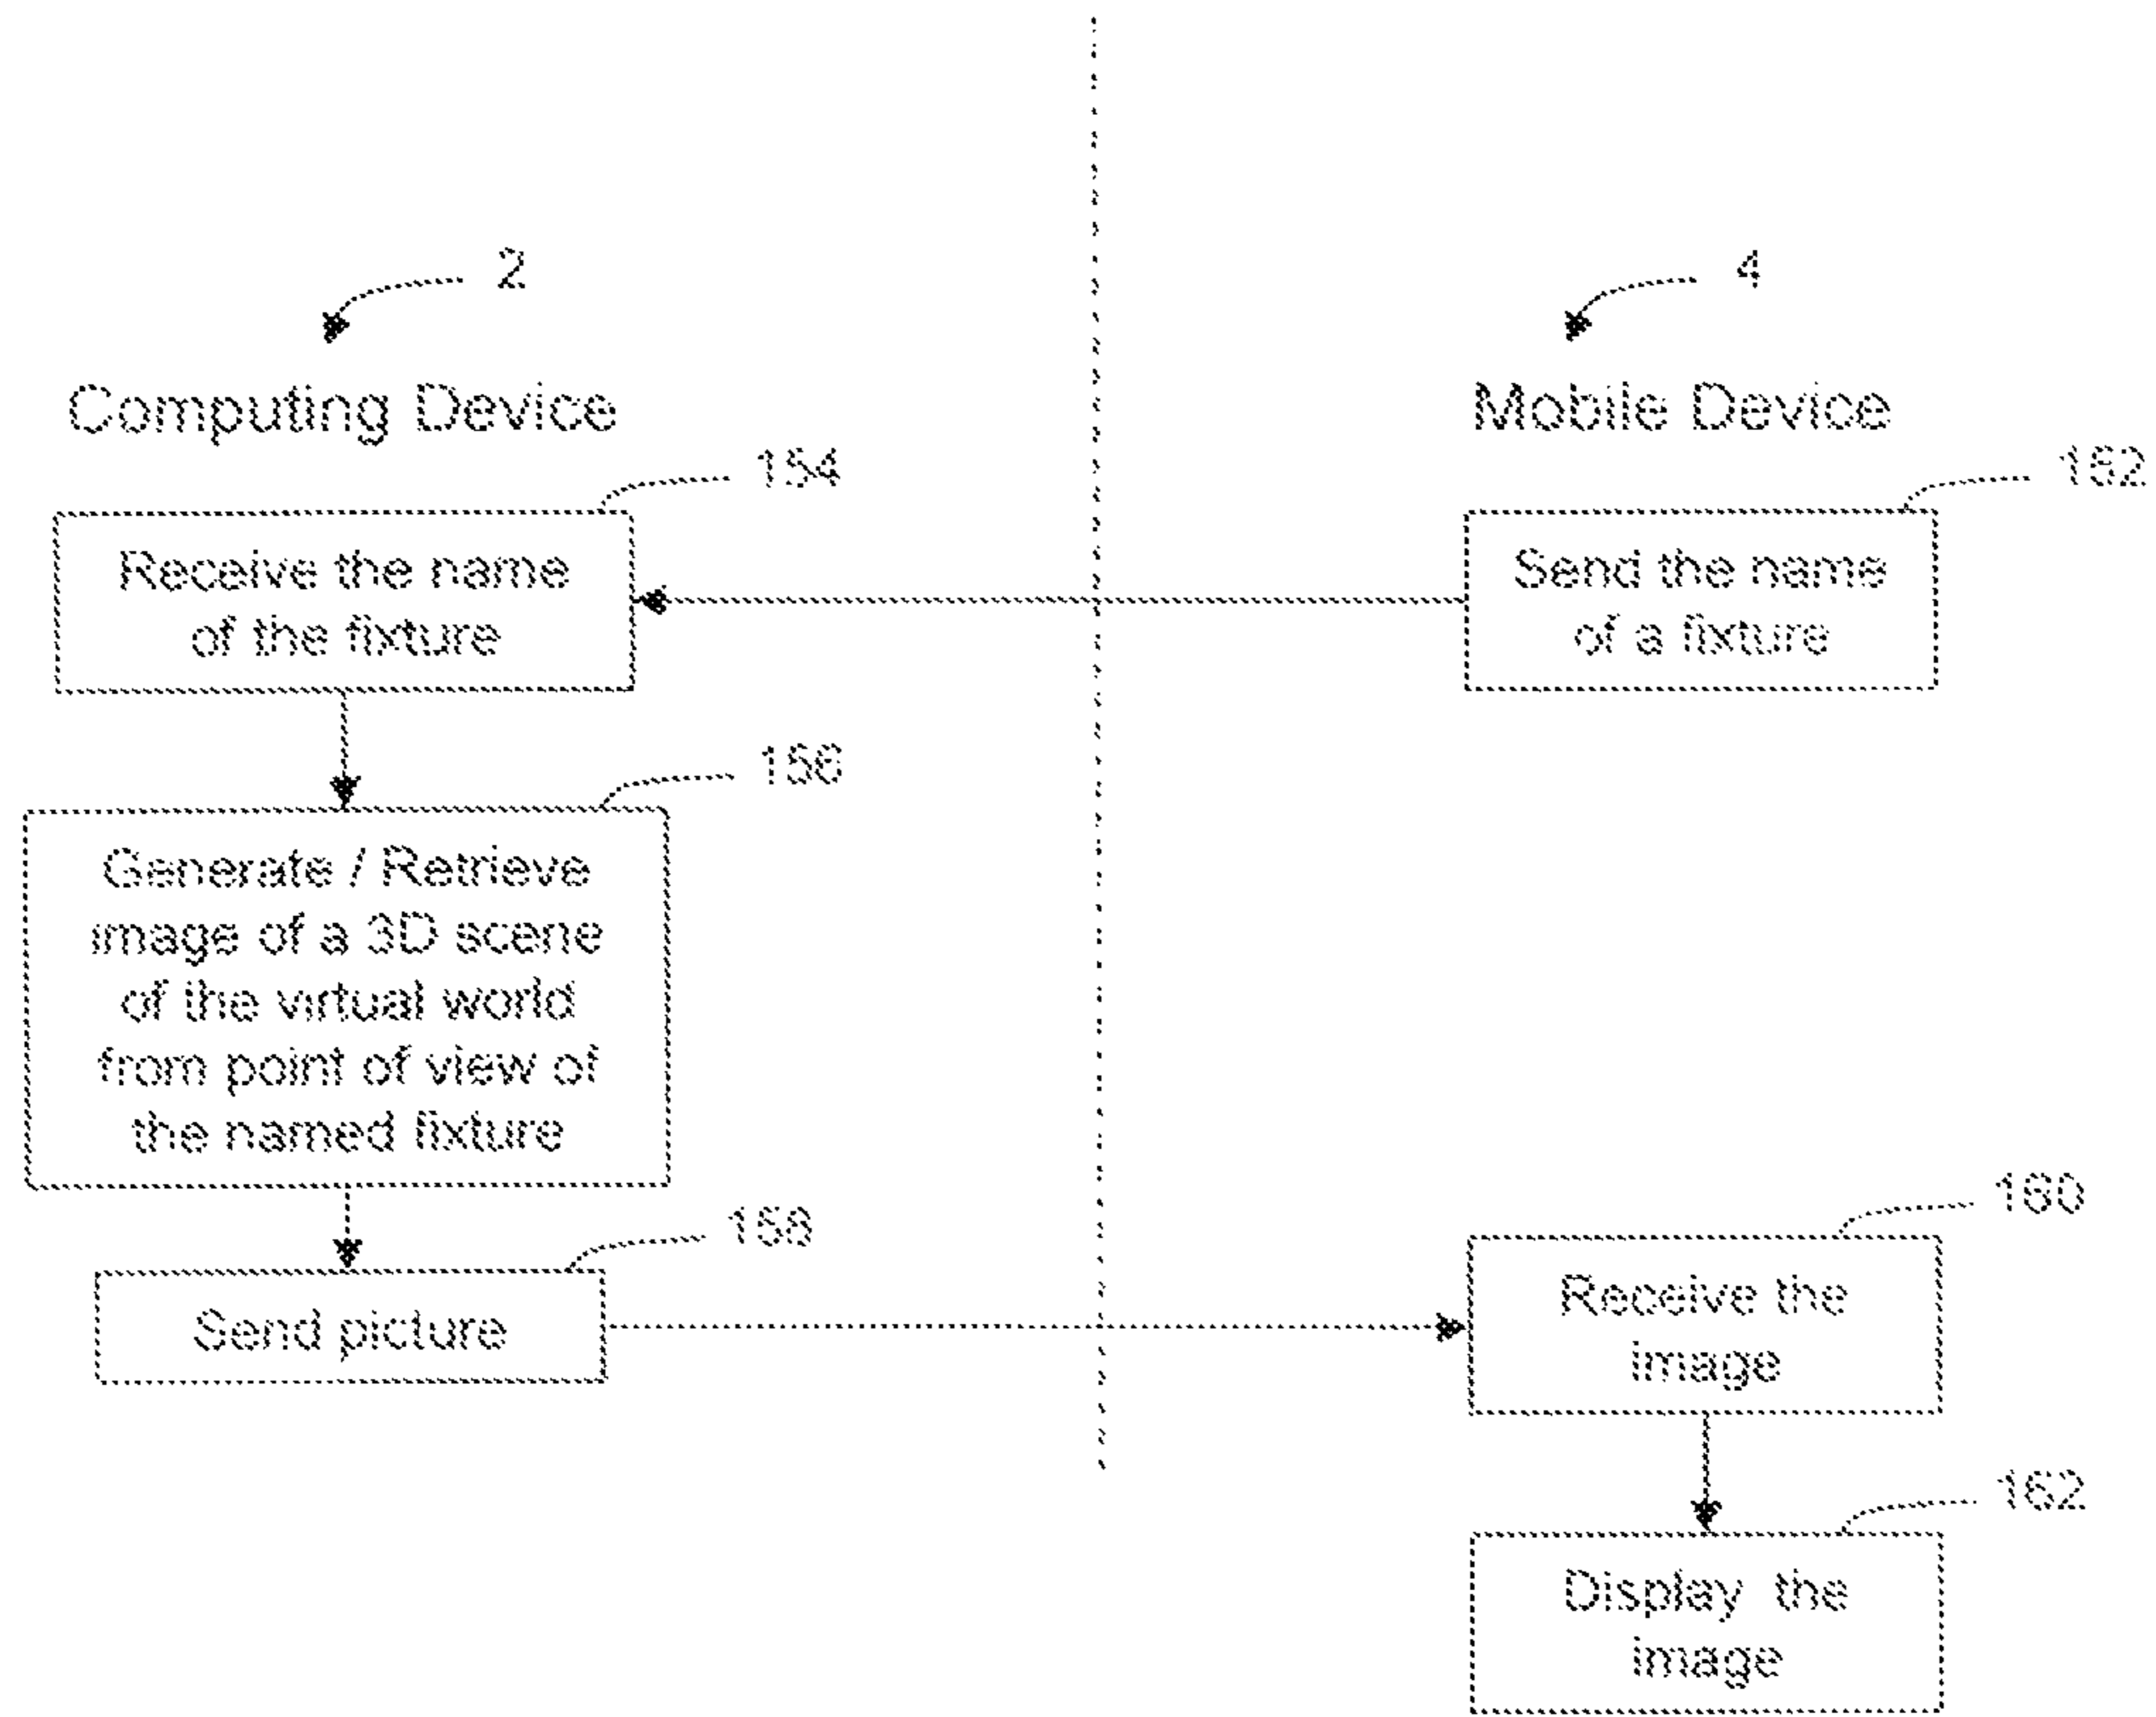 2
4
Computing Device
Mobile Device
154
152
Receive the name
of the fixture
Send the name
of a fixture
156
Generate / Retrieve
image of a 3D scene
of the virtual world
from point of view of
the named fixture
158
Send picture
160
Receive the
image
162
Display the
image